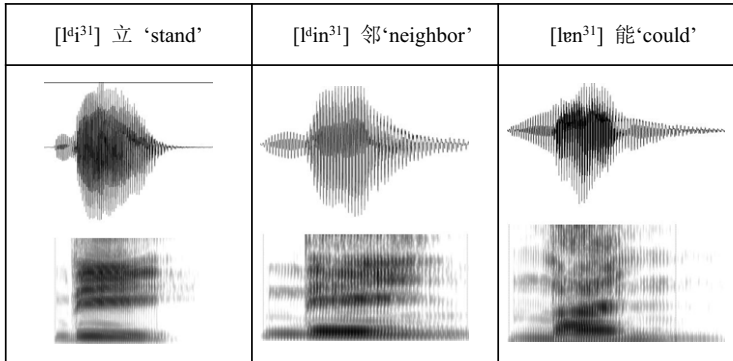 [lᵈi³¹] 立 ‘stand’
[lᵈin³¹] 邻‘neighbor’
[lɐn³¹] 能‘could’